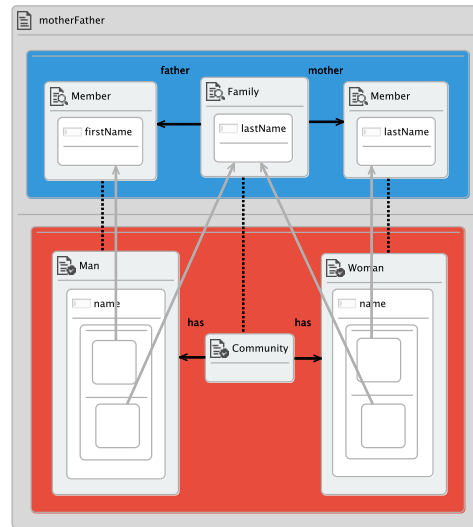 motherFather
father
mother
Member
Family
Member
firstName
lastName
lastName
Man
Woman
name
name
has
has
Community